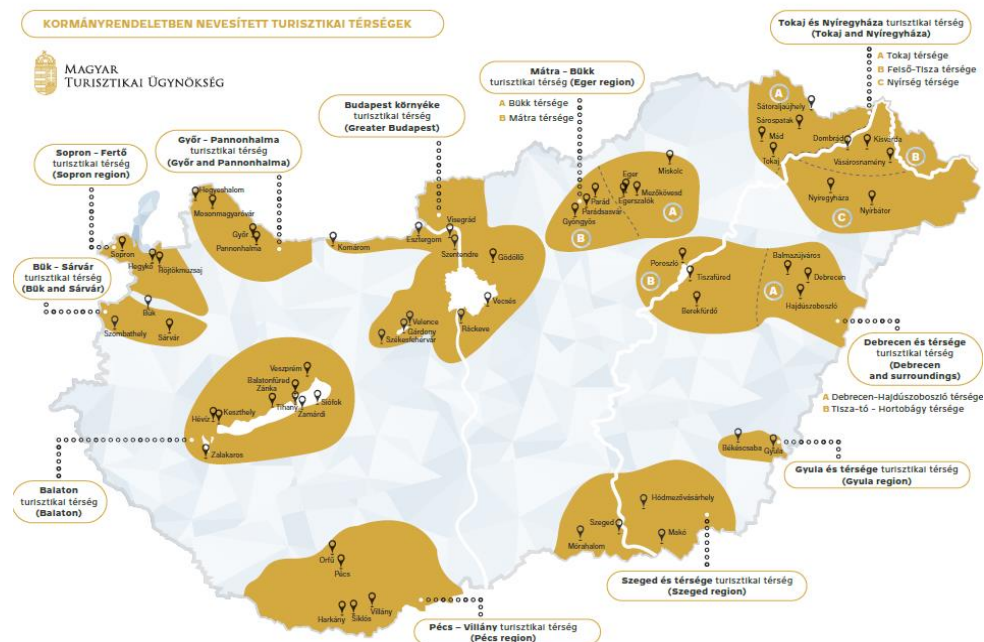 KORMÁNYRENDELETBEN NEVESÍTETT TURISZTIKAI TÉRSÉGEK
MAGYAR
TURISZTIKAI ÜGYNÖKSÉG
Tokaj és Nyíregyháza turisztikai térség
(Tokaj and Nyíregyháza)
A Tokaj térsége
B Felső-Tisza térsége
C Nyírség térsége
Mátra – Bükk
turisztikai térség (Eger region)
A Bükk térsége
B Mátra térsége
Budapest környéke
turisztikai térség
(Greater Budapest)
Győr – Pannonhalma
turisztikai térség
(Győr and Pannonhalma)
Sopron – Fertő
turisztikai térség
(Sopron region)
Bük – Sárvár
turisztikai térség
(Bük and Sárvár)
A
Sátoraljaújhely
Sárospatak
Mád
Tokaj
Dombrád
Kisvárda
Vásárosnamény
B
Nyíregyháza
Nyírbátor
C
Miskolc
Eger
Mezőkövesd
Egerszalók
Parád
Parádsasvár
Gyöngyös
A
B
Hegyeshalom
Mosonmagyaróvár
Győr
Pannonhalma
Komárom
Esztergom
Visegrád
Szentendre
Gödöllő
Vecsés
Ráckeve
Velence
Gárdony
Székesfehérvár
Sopron
Hegykő
Fertőd
Röjtökmuzsaj
Bük
Szombathely
Sárvár
Poroszló
Tiszafüred
Berekfürdő
B
Balmazújváros
Debrecen
Hajdúszoboszló
A
Debrecen és térsége
turisztikai térség
(Debrecen
and surroundings)
A Debrecen–Hajdúszoboszló térsége
B Tisza-tó – Hortobágy térsége
Veszprém
Balatonfüred
Zánka
Tihany
Siófok
Zamárdi
Keszthely
Hévíz
Zalakaros
Balaton
turisztikai térség
(Balaton)
Békéscsaba
Gyula
Gyula és térsége turisztikai térség
(Gyula region)
Hódmezővásárhely
Szeged
Makó
Mórahalom
Szeged és térsége turisztikai térség
(Szeged region)
Orfű
Pécs
Harkány
Siklós
Villány
Pécs – Villány turisztikai térség
(Pécs region)